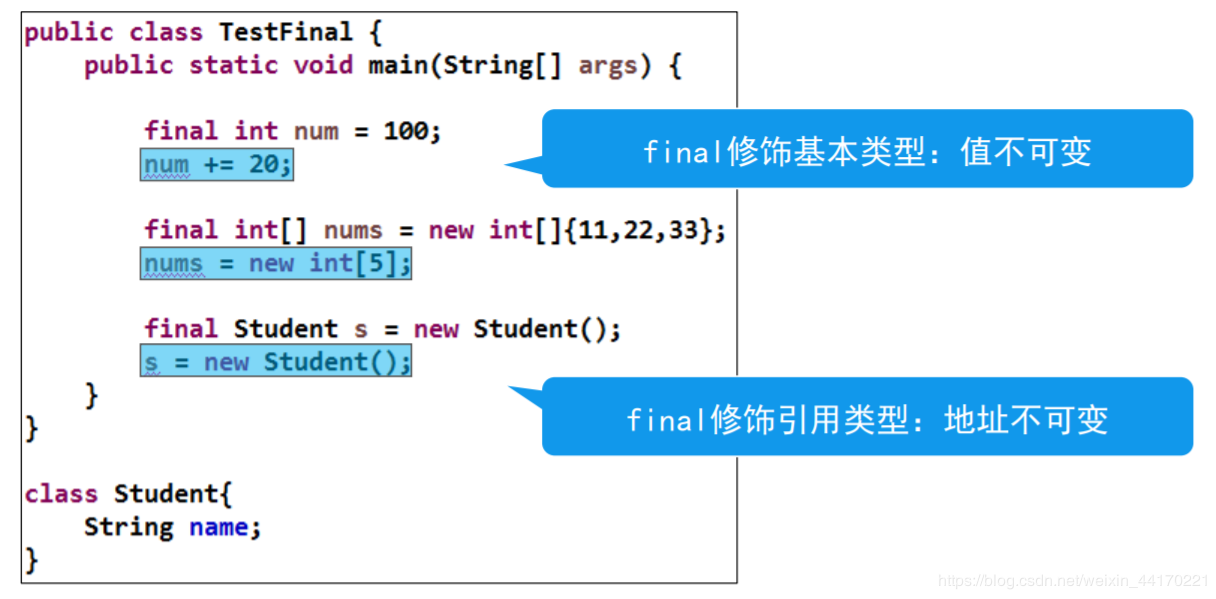 public class TestFinal {
public static void main(String[] args) {
final int num = 100;
num += 20;
final修饰基本类型：值不可变
final int[] nums = new int[]{11,22,33};
nums = new int[5];
final Student s = new Student();
s = new Student();
}
final修饰引用类型：地址不可变
}
class Student{
String name;
}
https://blog.csdn.net/weixin_44170221